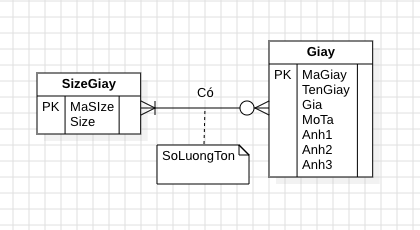 SizeGiay
PK MaSIze
Size
Có
SoLuongTon
Giay
PK MaGiay
TenGiay
Gia
MoTa
Anh1
Anh2
Anh3